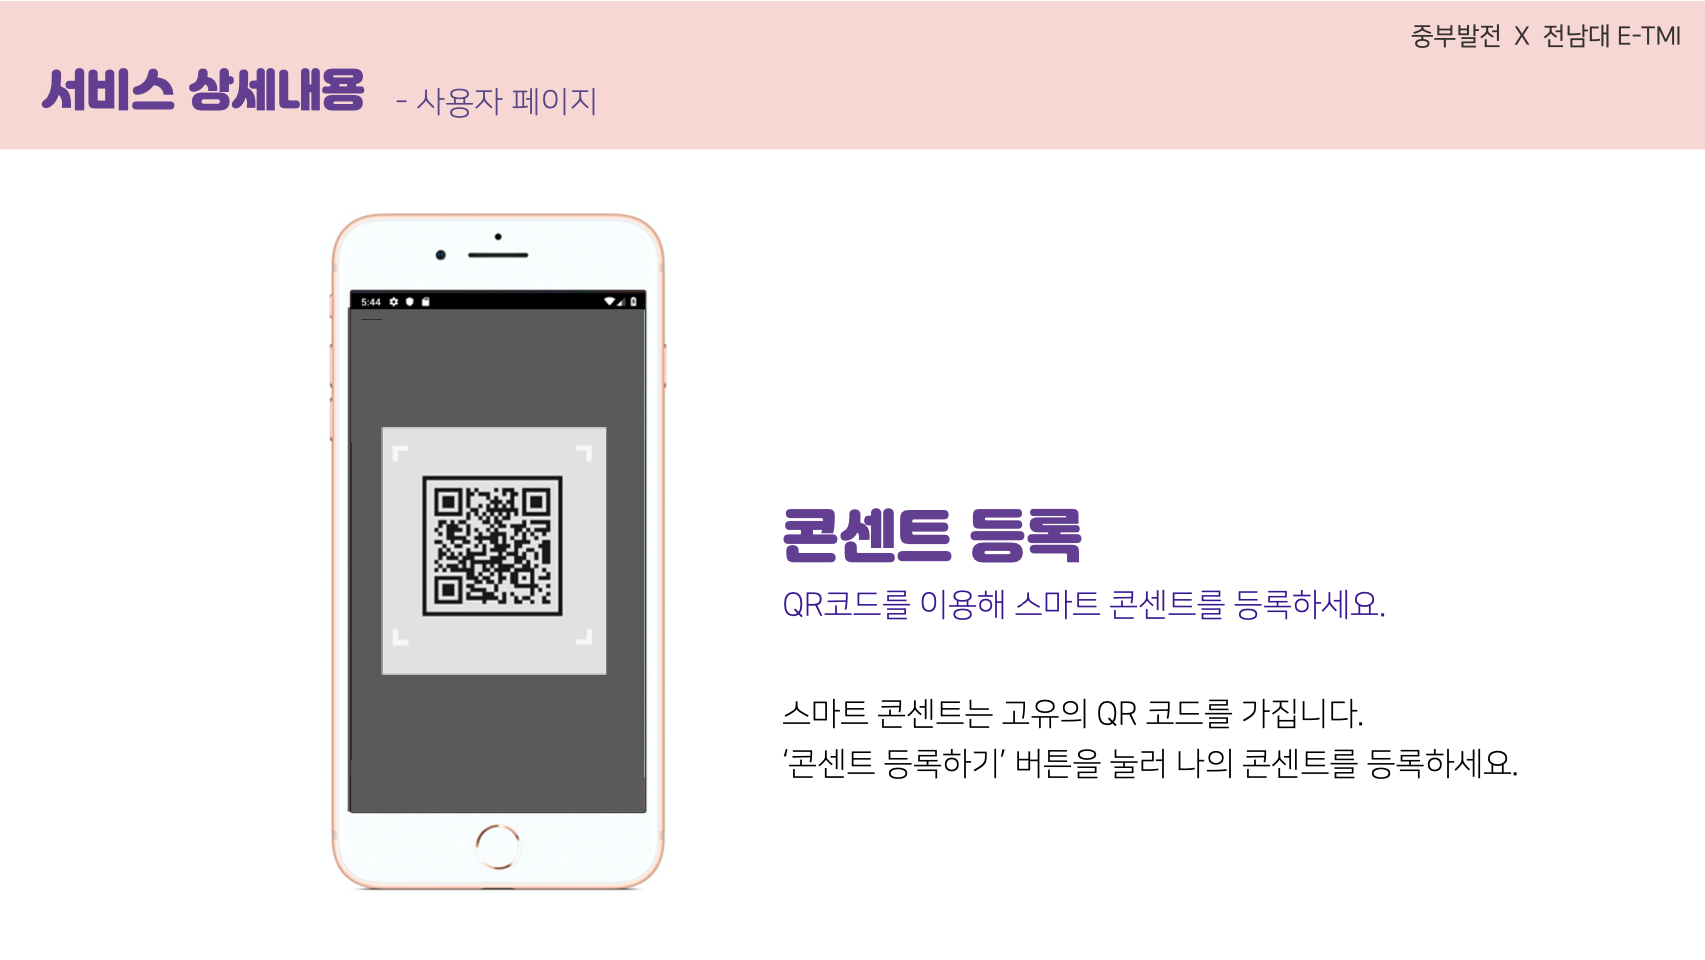 중부발전 X 전남대 E-TMI
서비스 상세내용 - 사용자 페이지
5:44
콘센트 등록
QR코드를 이용해 스마트 콘센트를 등록하세요.
스마트 콘센트는 고유의 QR 코드를 가집니다.
‘콘센트 등록하기’ 버튼을 눌러 나의 콘센트를 등록하세요.